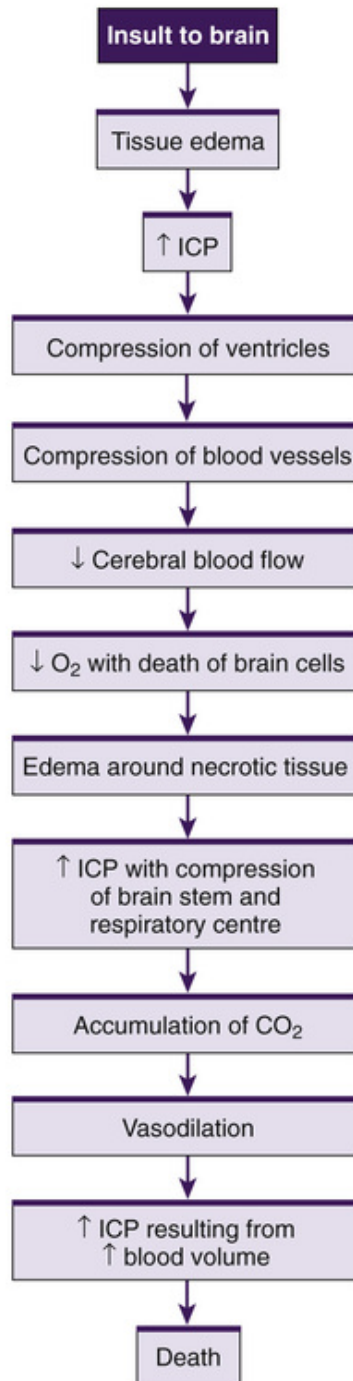 Insult to brain
Tissue edema
↑ ICP
Compression of ventricles
Compression of blood vessels
↓ Cerebral blood flow
↓ O₂ with death of brain cells
Edema around necrotic tissue
↑ ICP with compression
of brain stem and
respiratory centre
Accumulation of CO₂
Vasodilation
↑ ICP resulting from
↑ blood volume
Death